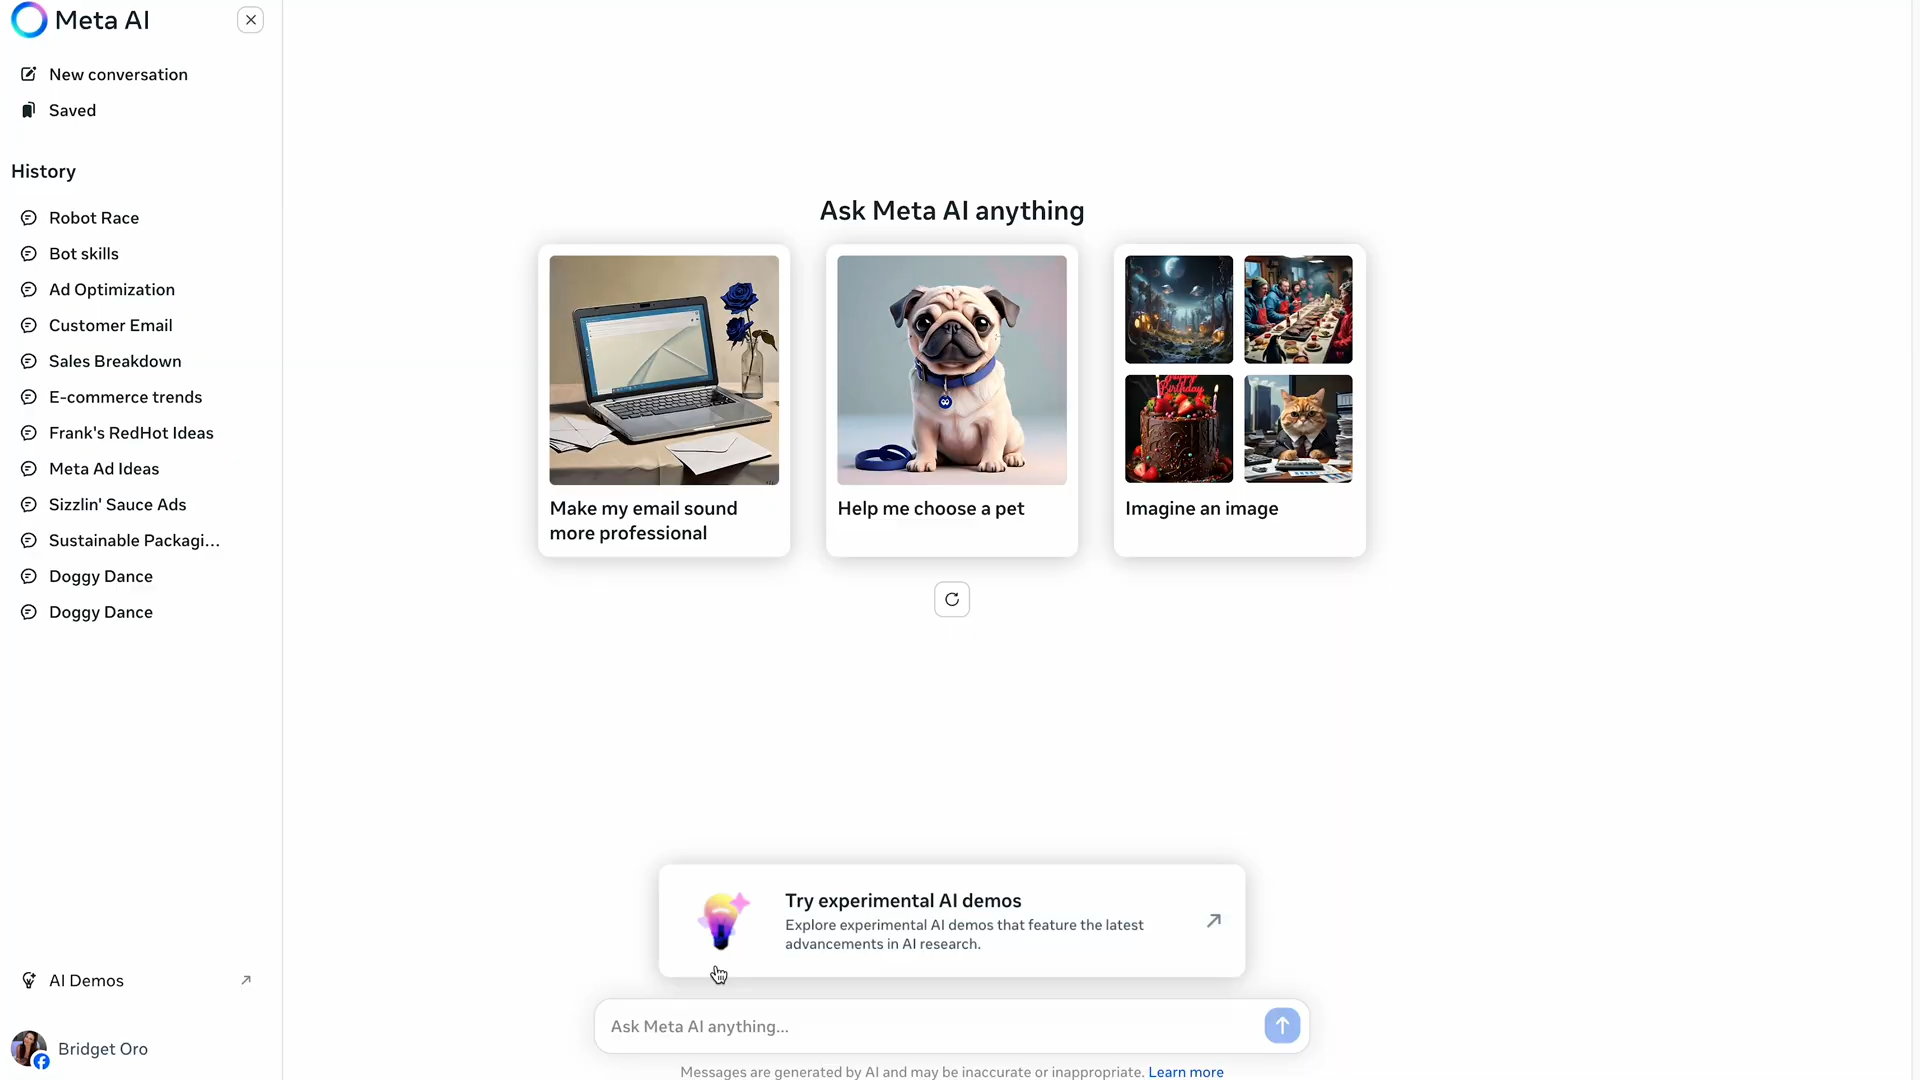 Meta AI
New conversation
Saved
History
Robot Race
Bot skills
Ad Optimization
Customer Email
Sales Breakdown
E-commerce trends
Frank's RedHot Ideas
Meta Ad Ideas
Sizzlin' Sauce Ads
Sustainable Packagi...
Doggy Dance
Doggy Dance
AI Demos
Bridget Oro
Ask Meta AI anything
Happy
Birthday
Make my email sound
more professional
Help me choose a pet
Imagine an image
Try experimental AI demos
Explore experimental AI demos that feature the latest
advancements in AI research.
Ask Meta AI anything...
Messages are generated by AI and may be inaccurate or inappropriate. Learn more